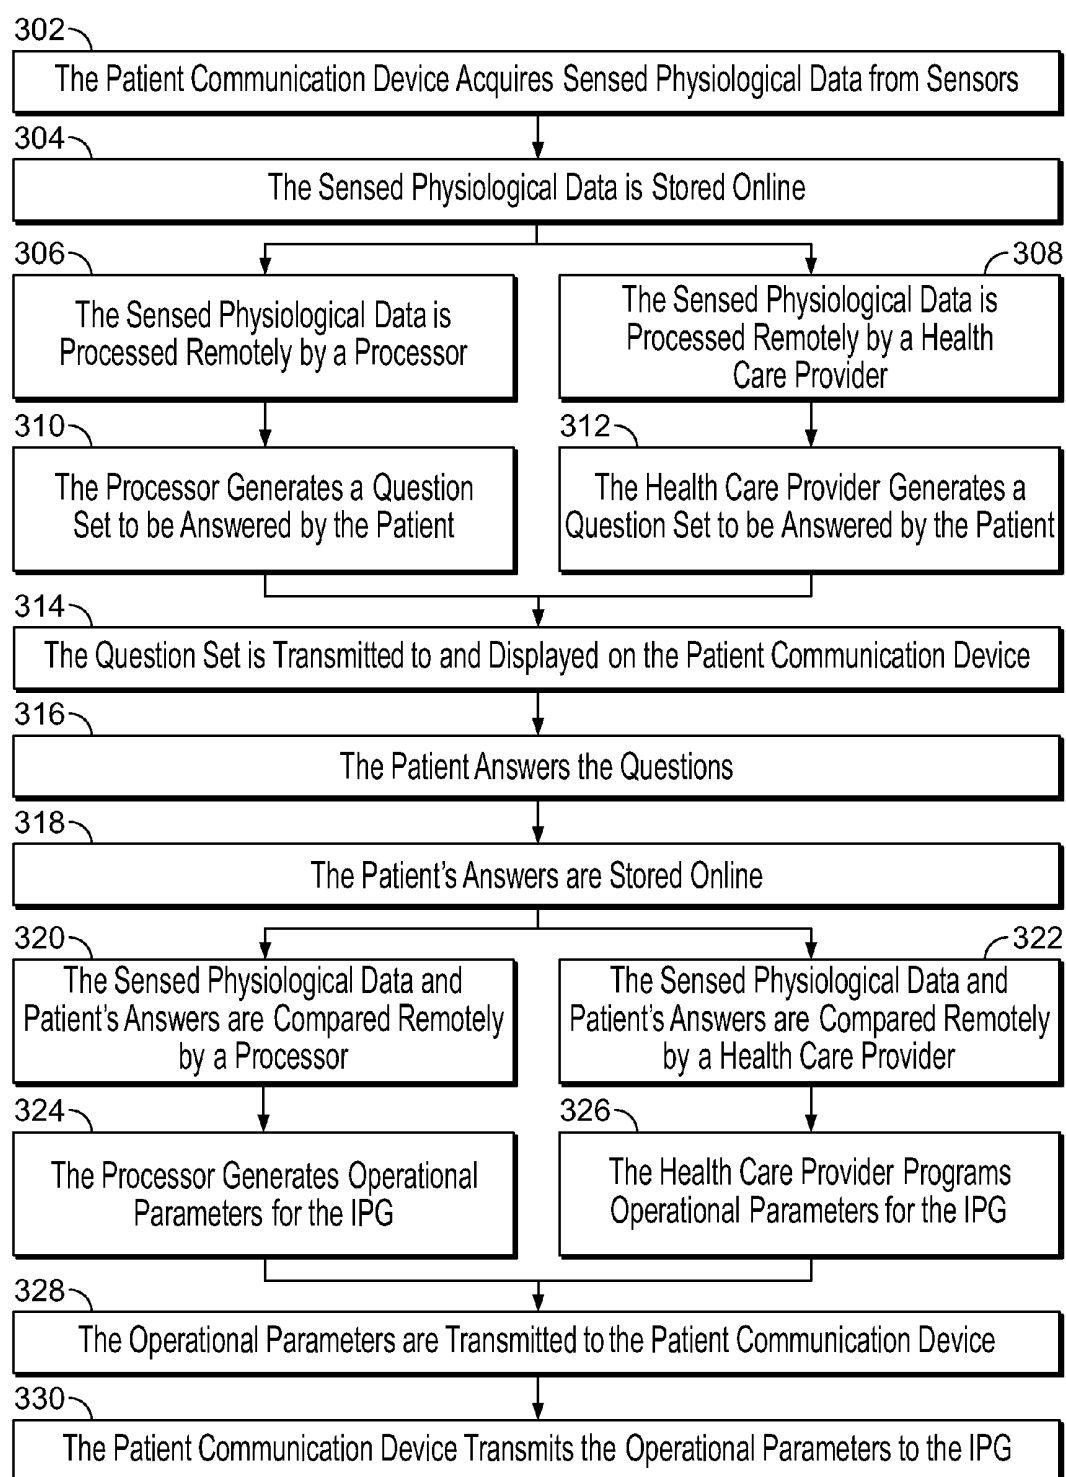 302
The Patient Communication Device Acquires Sensed Physiological Data from Sensors
304
The Sensed Physiological Data is Stored Online
306
The Sensed Physiological Data is
Processed Remotely by a Processor
308
The Sensed Physiological Data is
Processed Remotely by a Health
Care Provider
310
The Processor Generates a Question
Set to be Answered by the Patient
312
The Health Care Provider Generates a
Question Set to be Answered by the Patient
314
The Question Set is Transmitted to and Displayed on the Patient Communication Device
316
The Patient Answers the Questions
318
The Patient's Answers are Stored Online
320
The Sensed Physiological Data and
Patient's Answers are Compared Remotely
by a Processor
322
The Sensed Physiological Data and
Patient's Answers are Compared Remotely
by a Health Care Provider
324
The Processor Generates Operational
Parameters for the IPG
326
The Health Care Provider Programs
Operational Parameters for the IPG
328
The Operational Parameters are Transmitted to the Patient Communication Device
330
The Patient Communication Device Transmits the Operational Parameters to the IPG